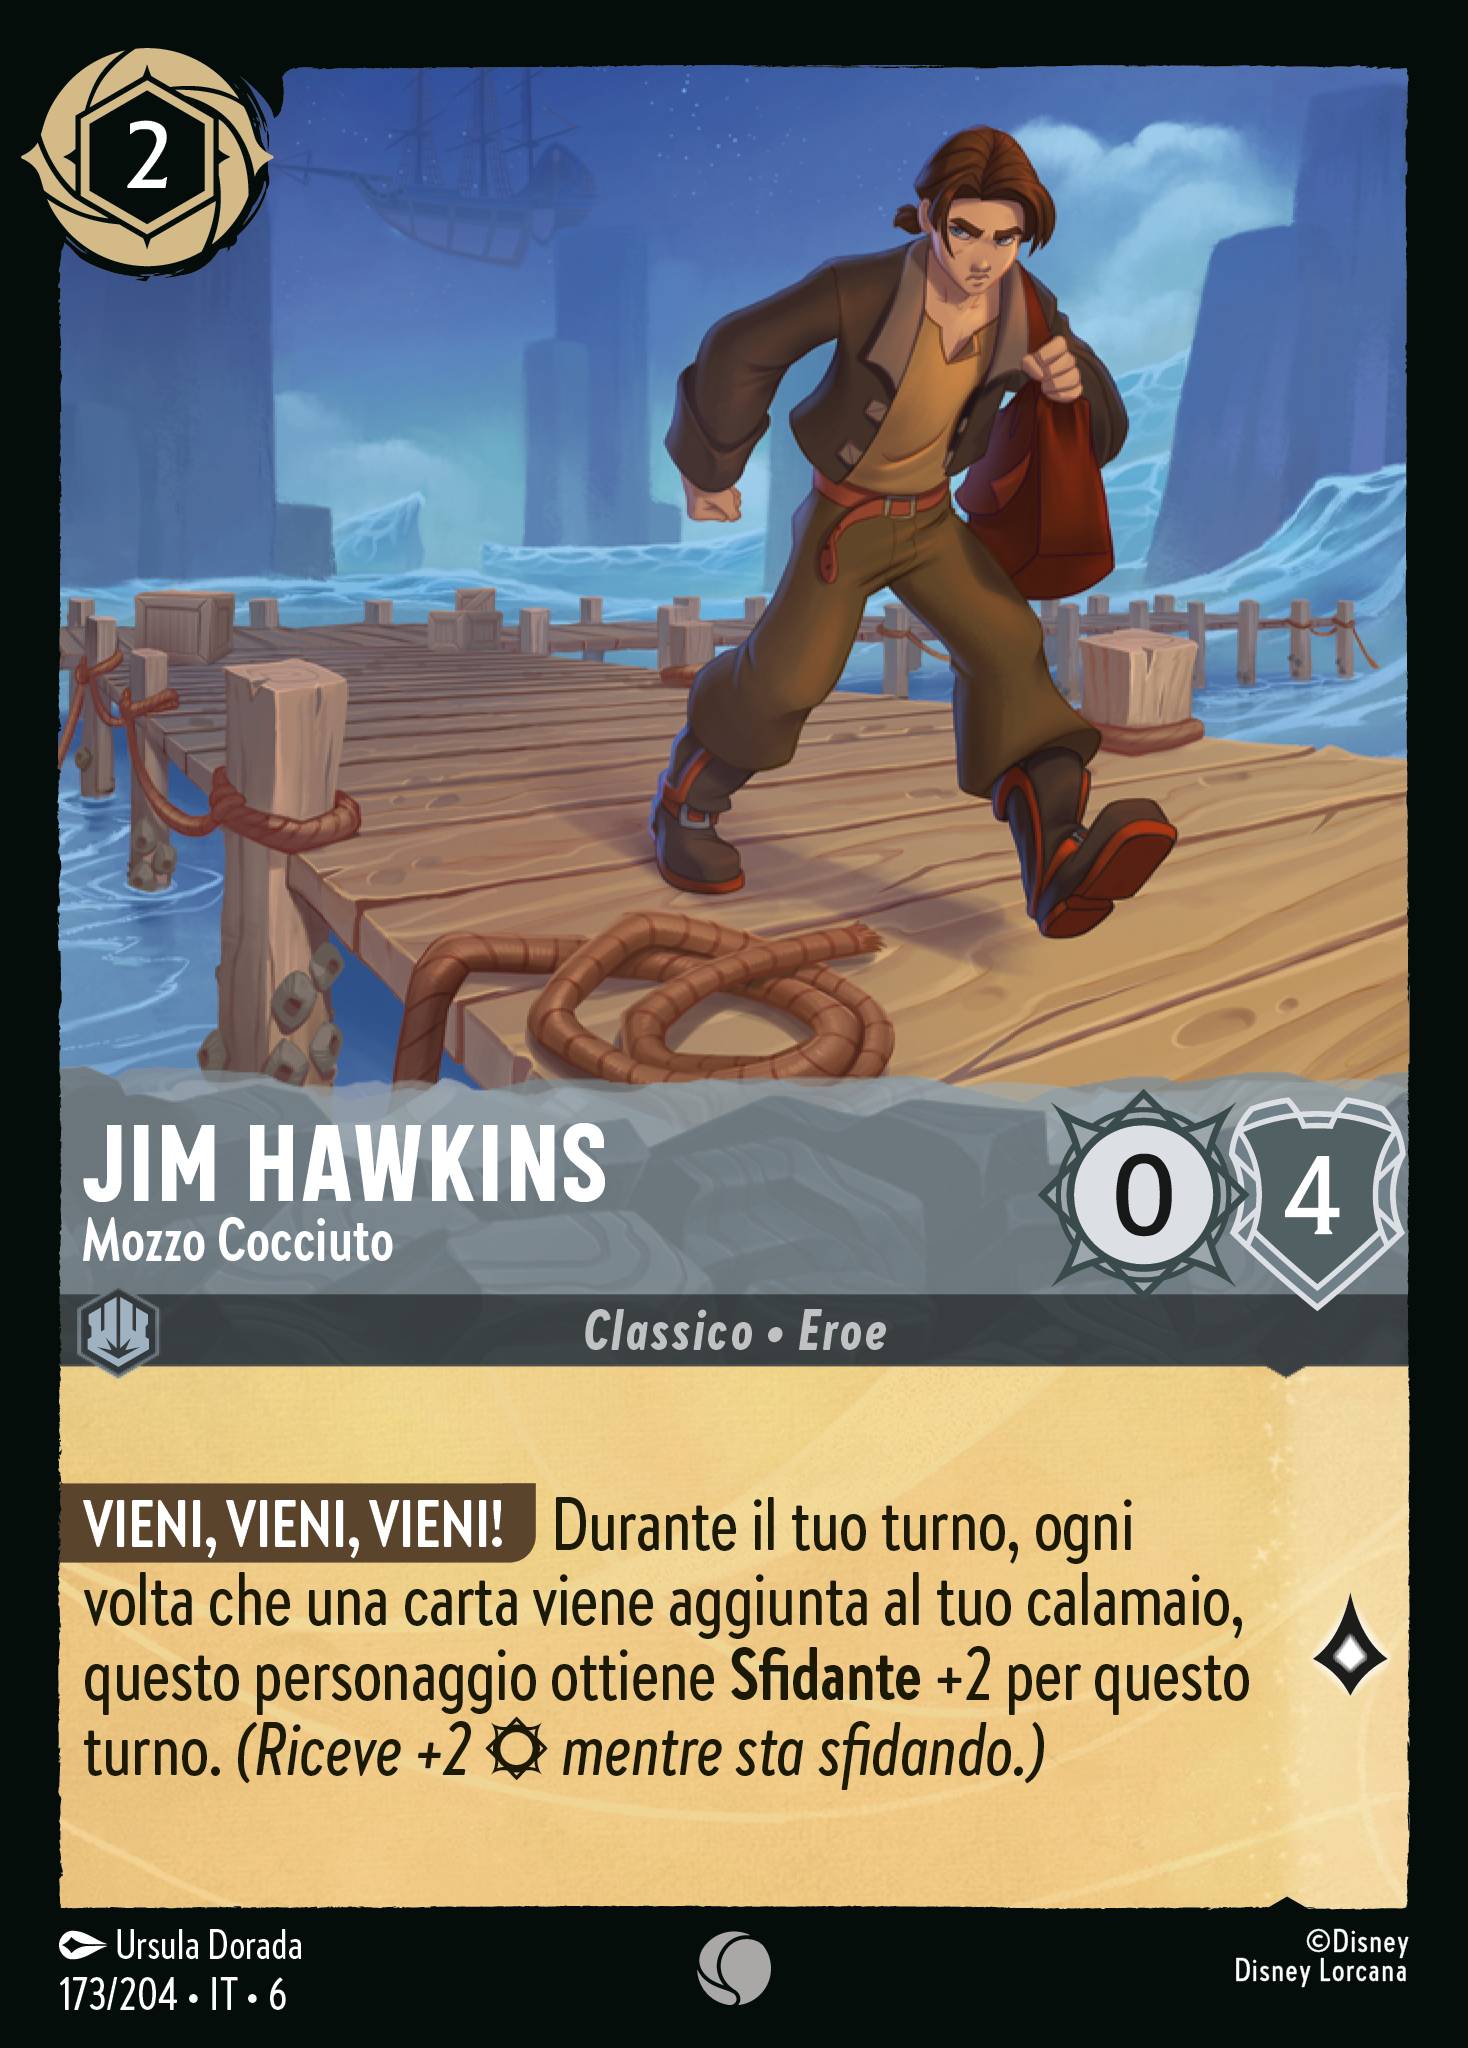 2
JIM HAWKINS
Mozzo Cocciuto
0 4
Classico • Eroe
VIENI, VIENI, VIENI! Durante il tuo turno, ogni
volta che una carta viene aggiunta al tuo calamaio,
questo personaggio ottiene Sfidante +2 per questo
turno. (Riceve +2 mentre sta sfidando.)
Ursula Dorada
173/204 • IT • 6
©Disney
Disney Lorcana